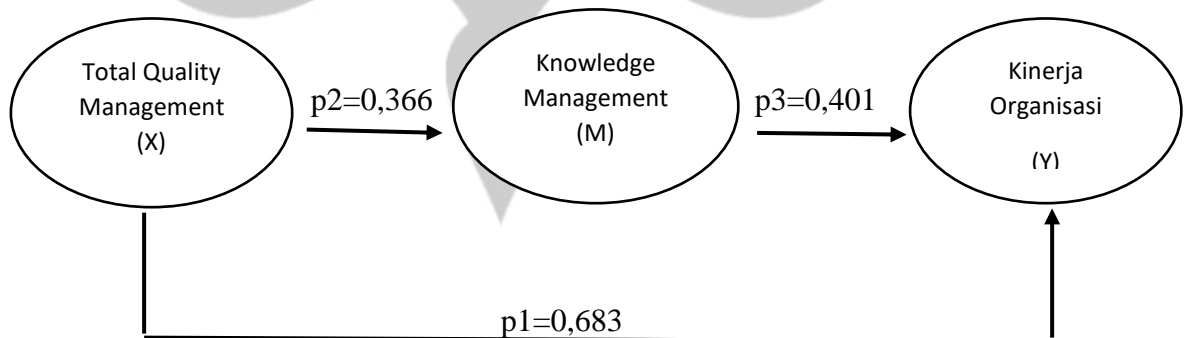 Total Quality
Management
(X)
p2=0,366
Knowledge
Management
(M)
p3=0,401
Kinerja
Organisasi
(Y)
p1=0,683